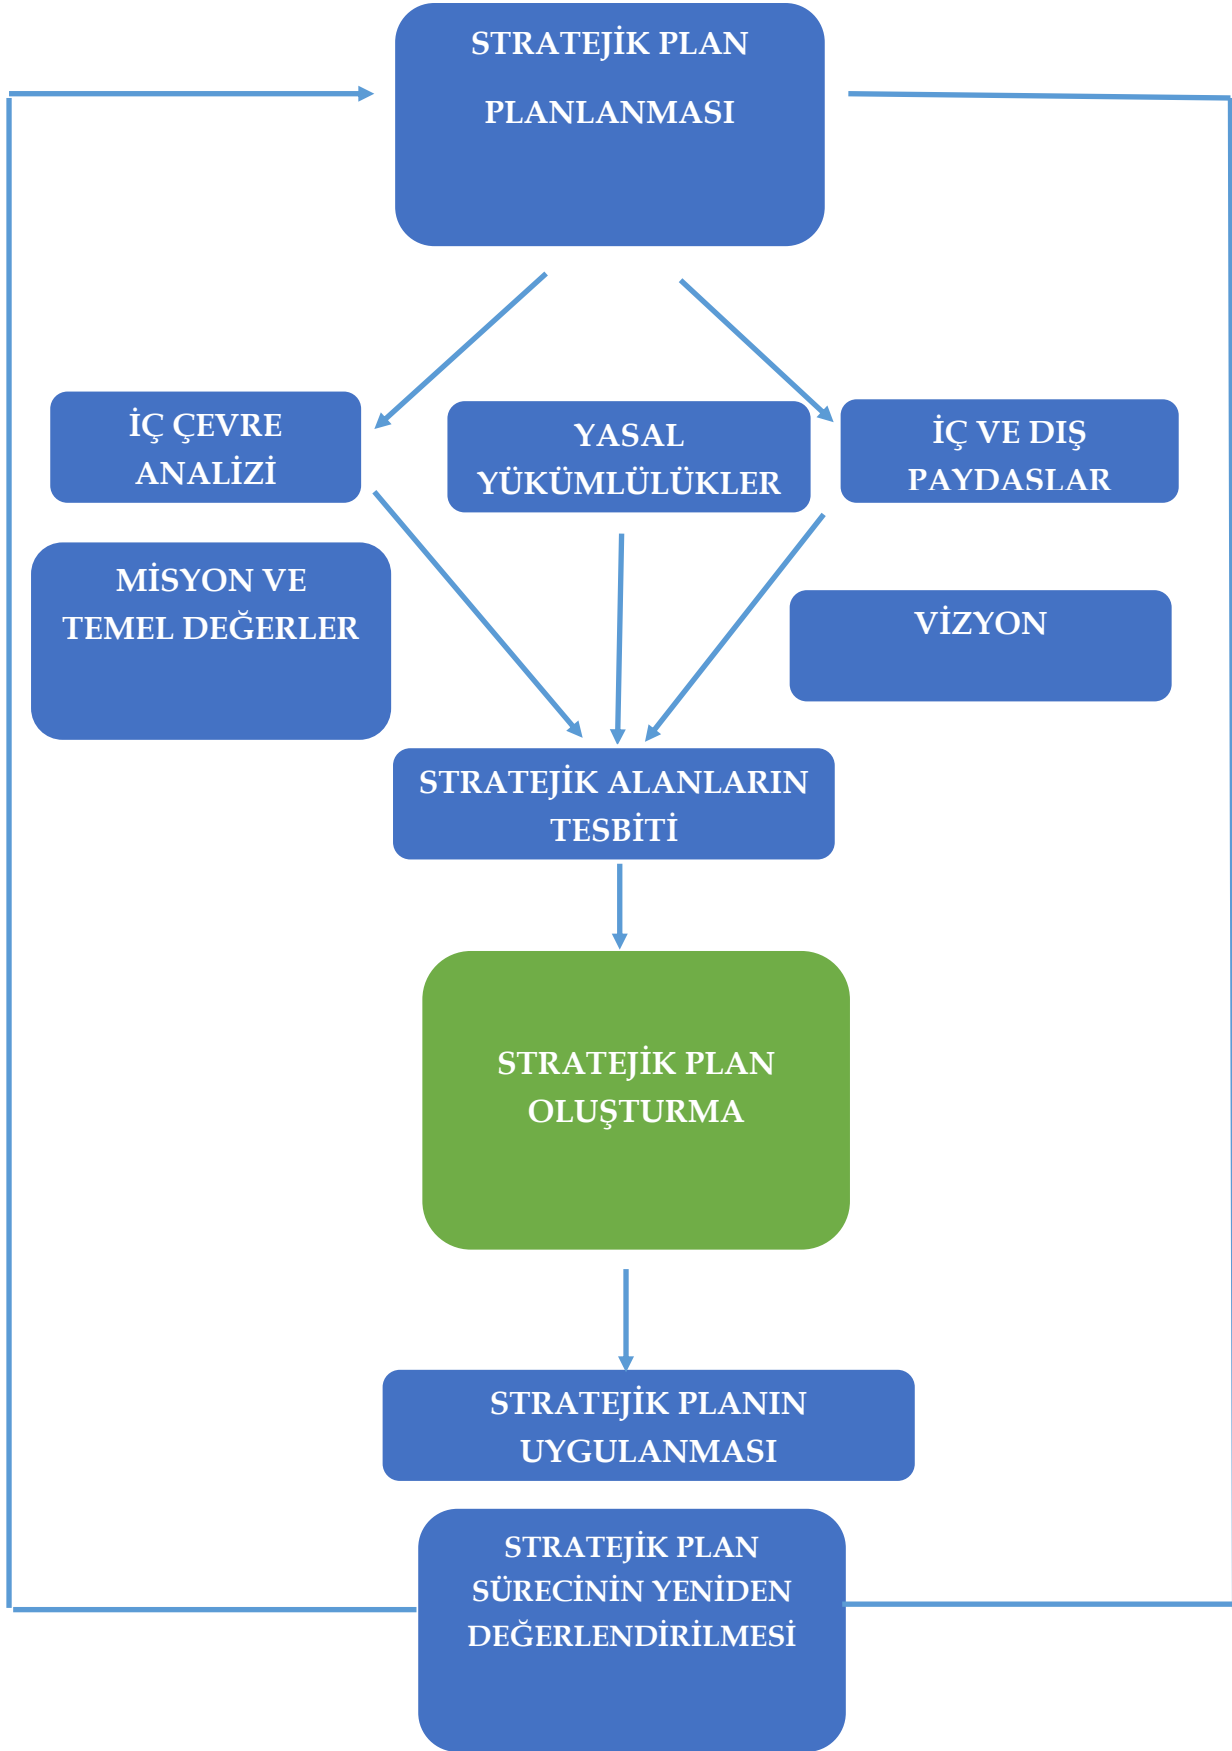 STRATEJİK PLAN
PLANLANMASI
İÇ ÇEVRE
ANALİZİ
YASAL
YÜKÜMLÜLÜKLER
İÇ VE DIŞ
PAYDAŞLAR
MİSYON VE
TEMEL DEĞERLER
VİZYON
STRATEJİK ALANLARIN
TESBİTİ
STRATEJİK PLAN
OLUŞTURMA
STRATEJİK PLANIN
UYGULANMASI
STRATEJİK PLAN
SÜRECİNİN YENİDEN
DEĞERLENDİRİLMESİ